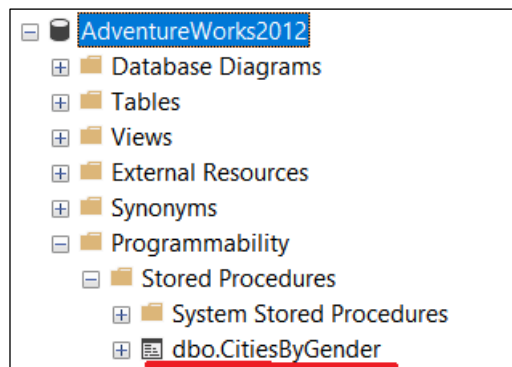 AdventureWorks2012
Database Diagrams
Tables
Views
External Resources
Synonyms
Programmability
Stored Procedures
System Stored Procedures
dbo.CitiesByGender